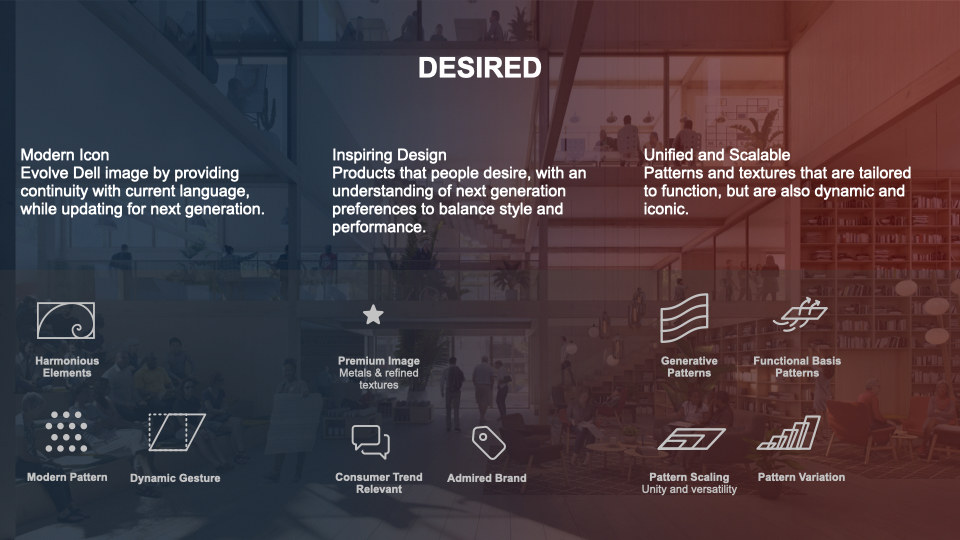 DESIRED
Modern Icon
Evolve Dell image by providing
continuity with current language,
while updating for next generation.
Inspiring Design
Products that people desire, with an
understanding of next generation
preferences to balance style and
performance.
Unified and Scalable
Patterns and textures that are tailored
to function, but are also dynamic and
iconic.
Harmonious
Elements
Modern Pattern
Dynamic Gesture
Premium Image
Metals & refined
textures
Consumer Trend
Relevant
Admired Brand
Generative
Patterns
Functional Basis
Patterns
Pattern Scaling
Unity and versatility
Pattern Variation